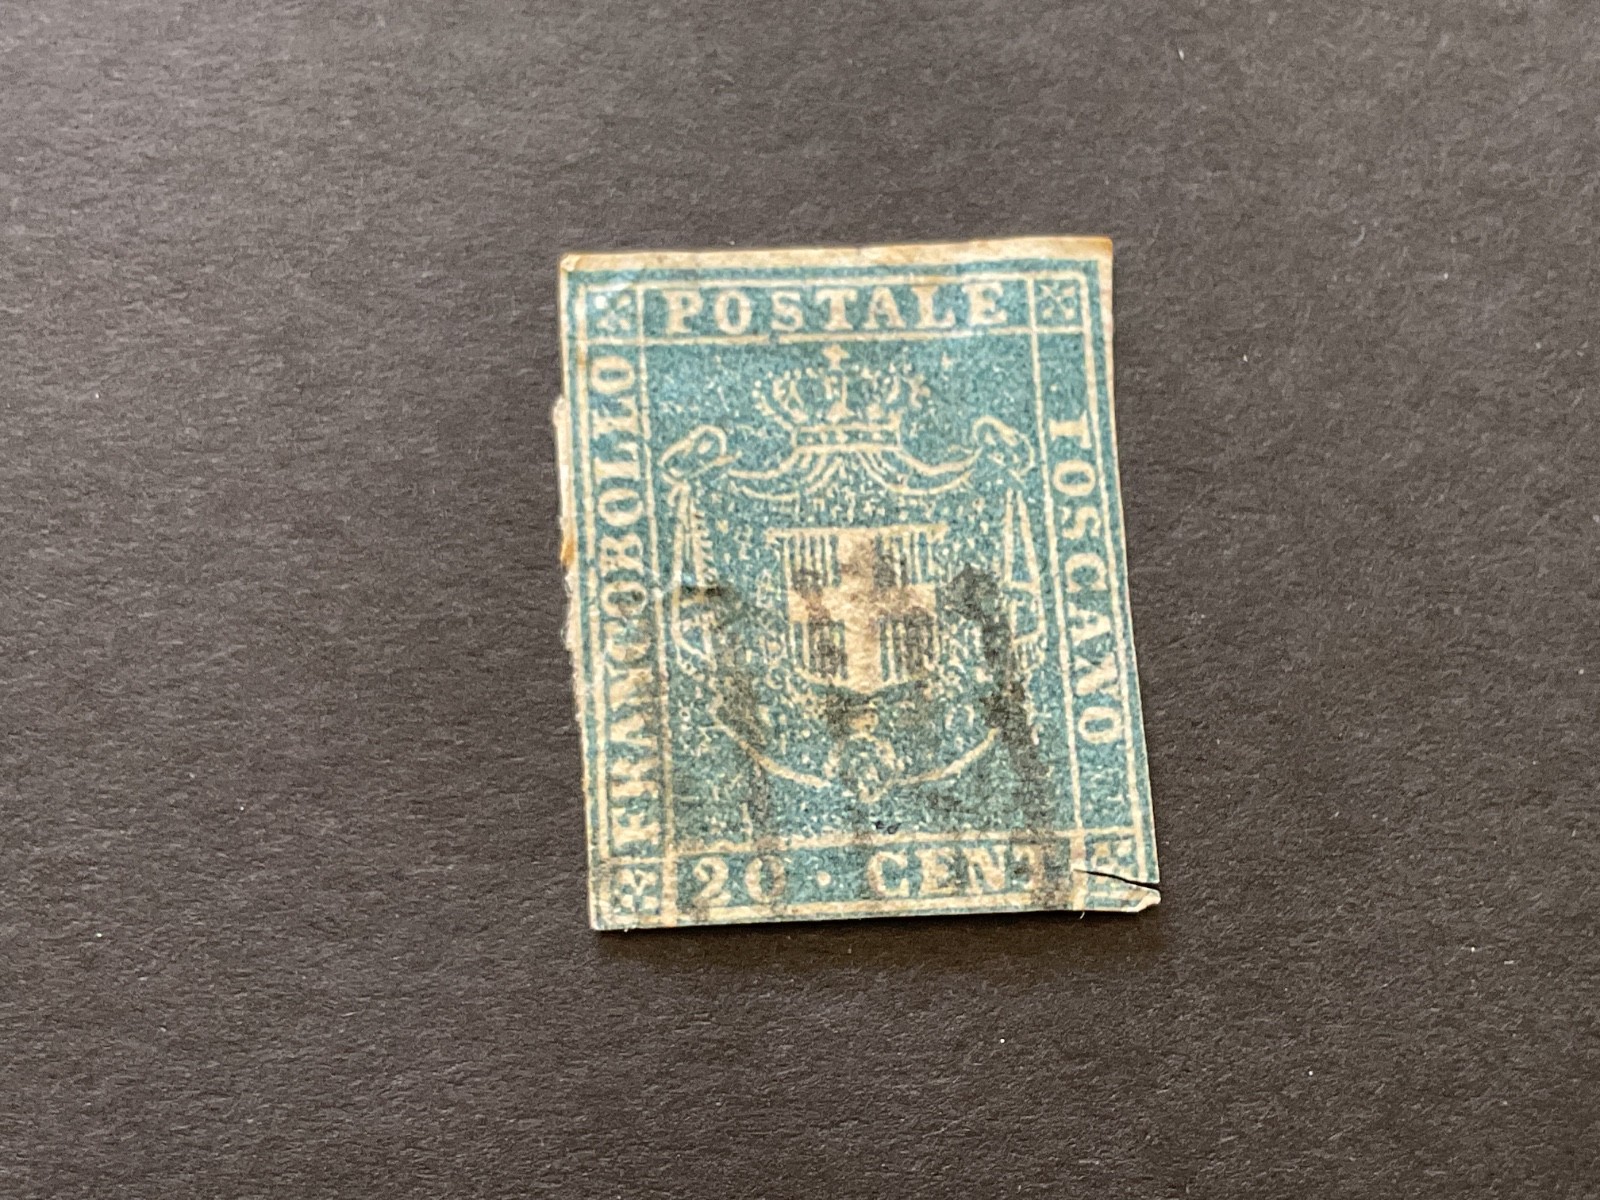 FRANCOBOLLO
POSTALE
TOSCANO
20 · CENT